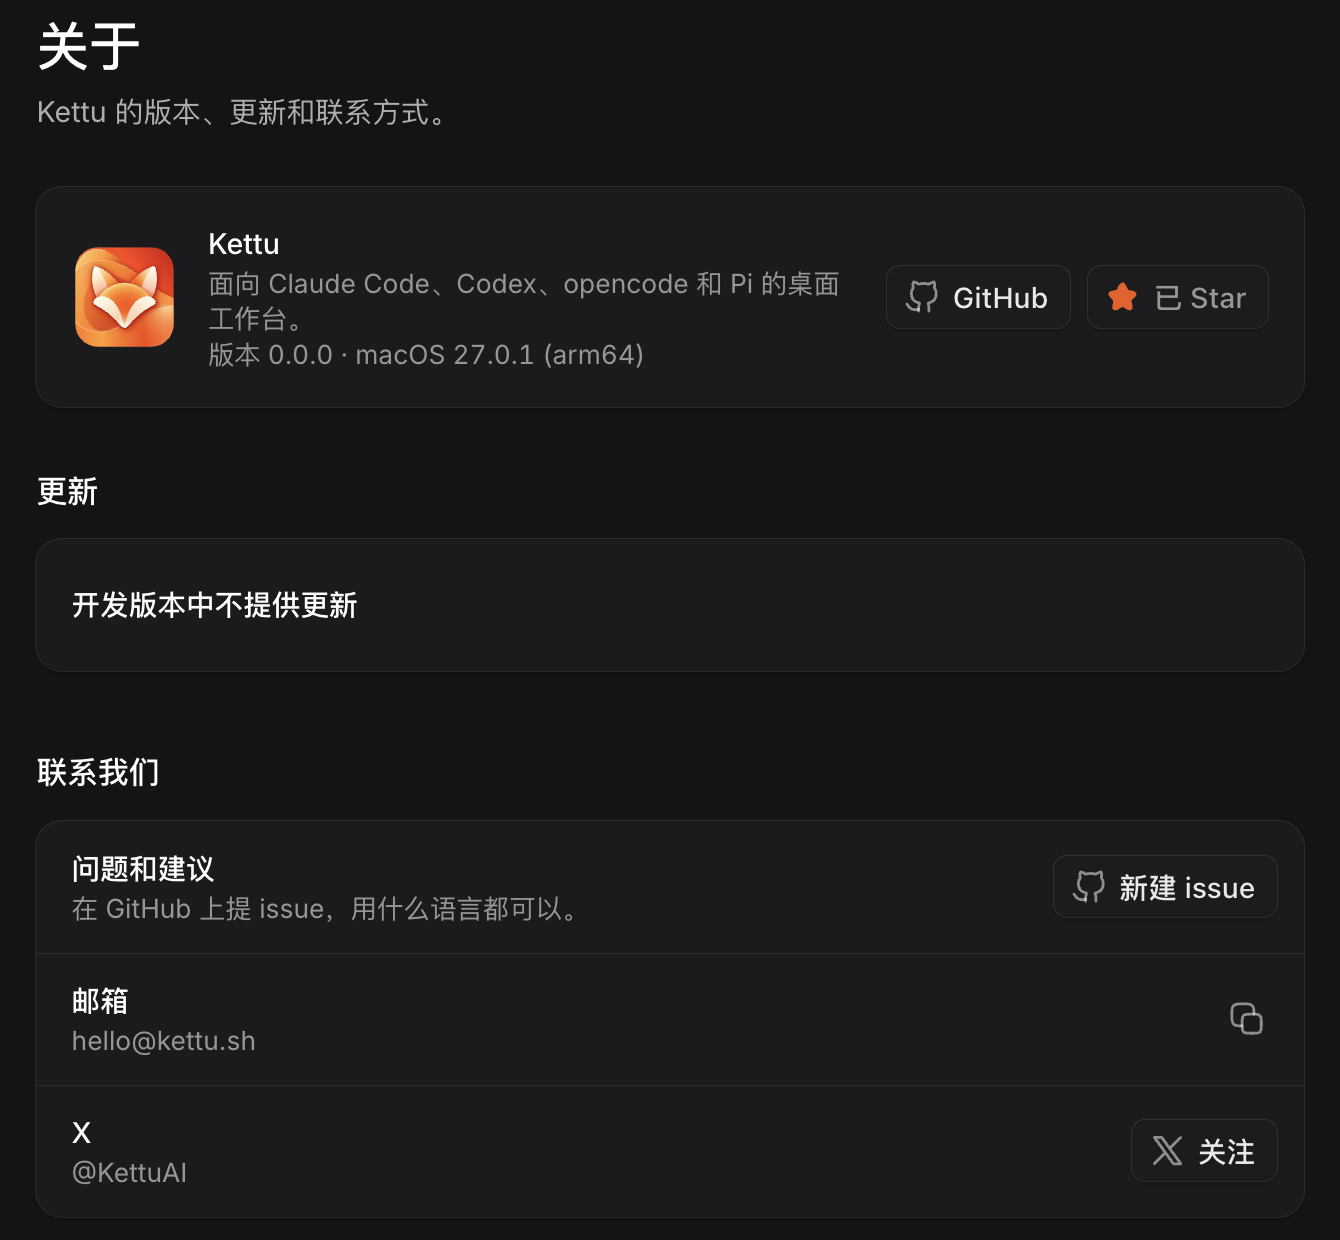 关于
Kettu 的版本、更新和联系方式。
Kettu
面向 Claude Code、Codex、opencode 和 Pi 的桌面
工作台。
版本 0.0.0 · macOS 27.0.1 (arm64)
GitHub
已 Star
更新
开发版本中不提供更新
联系我们
问题和建议
在 GitHub 上提 issue，用什么语言都可以。
新建 issue
邮箱
hello@kettu.sh
X
@KettuAI
关注